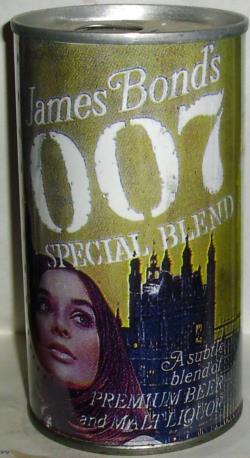 James Bond's
007
SPECIAL BLEND
A subtle
blend of
PREMIUM BEER
and MALT LIQUOR